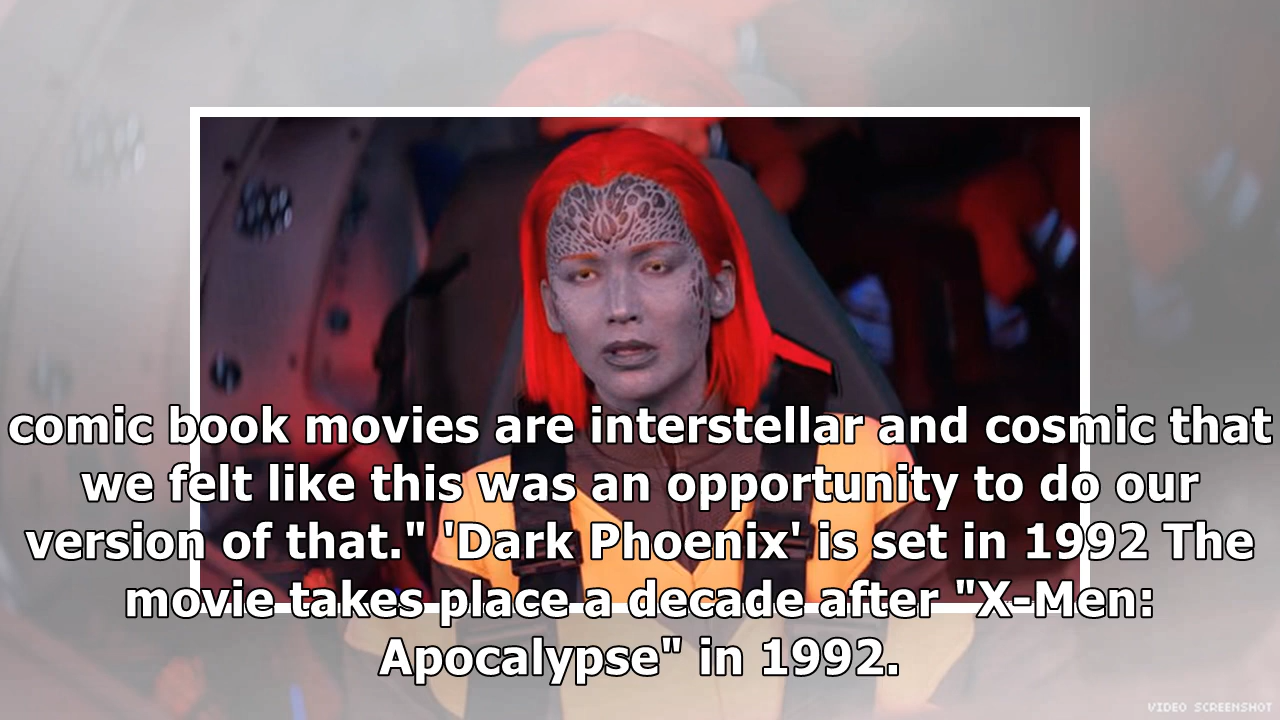 comic book movies are interstellar and cosmic that
we felt like this was an opportunity to do our
version of that." 'Dark Phoenix' is set in 1992 The
movie takes place a decade after "X-Men:
Apocalypse" in 1992.
VIDEO SCREENSHOT